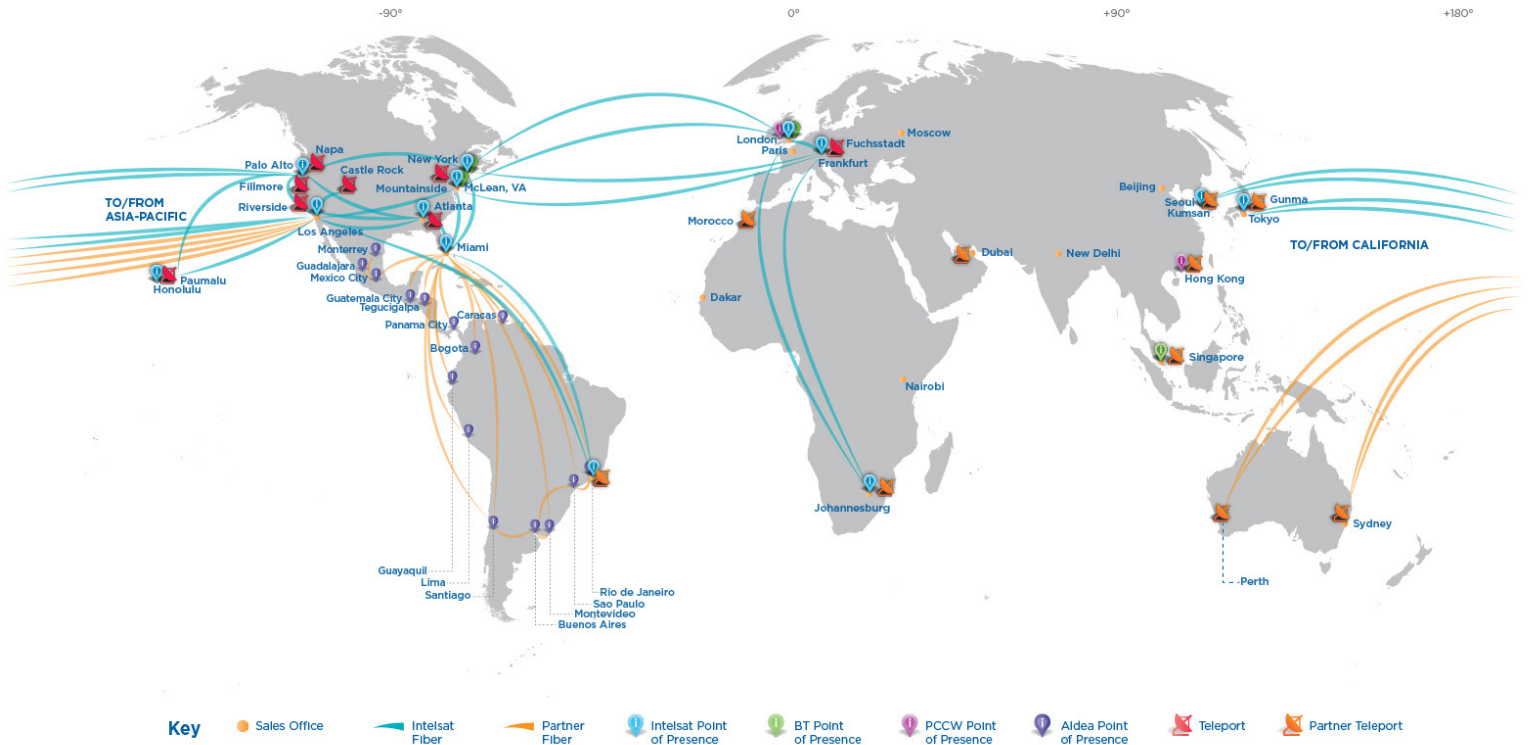 -90°
0°
+90°
+180°
Napa
Palo Alto
Castle Rock
New York
Fillmore
Mountainside
McLean, VA
TO/FROM
ASIA-PACIFIC
Riverside
Atlanta
Los Angeles
Miami
Monterrey
Guadalajara
Mexico City
Paumalu
Honolulu
Guatemala City
Tegucigalpa
Caracas
Panama City
Bogota
London
Paris
Fuchsstadt
Frankfurt
Moscow
Beijing
Seoul
Kumsan
Gunma
Tokyo
Morocco
TO/FROM CALIFORNIA
Dubai
New Delhi
Hong Kong
Dakar
Singapore
Nairobi
Johannesburg
Sydney
Perth
Guayaquil
Lima
Santiago
Rio de Janeiro
Sao Paulo
Montevideo
Buenos Aires
Key
Sales Office
Intelsat
Fiber
Partner
Fiber
Intelsat Point
of Presence
BT Point
of Presence
PCCW Point
of Presence
Aldea Point
of Presence
Teleport
Partner Teleport